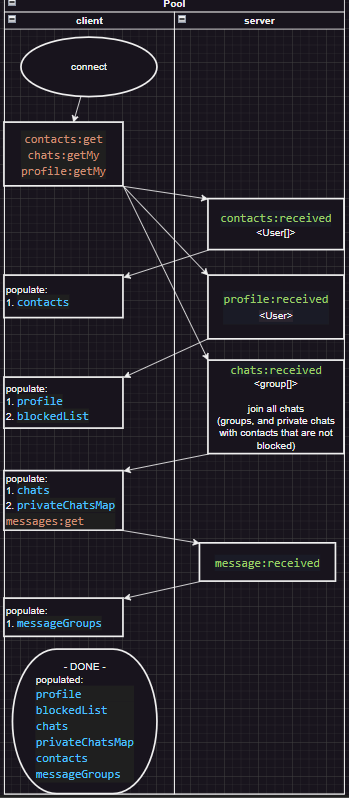 Pool
client
server
connect
contacts:get
chats:getMy
profile:getMy
contacts:received
<User[]>
populate:
1. contacts
profile:received
<User>
chats:received
<group[]>
join all chats
(groups, and private chats
with contacts that are not
blocked)
populate:
1. profile
2. blockedList
populate:
1. chats
2. privateChatsMap
messages:get
message:received
populate:
1. messageGroups
- DONE -
populated:
profile
blockedList
chats
privateChatsMap
contacts
messageGroups